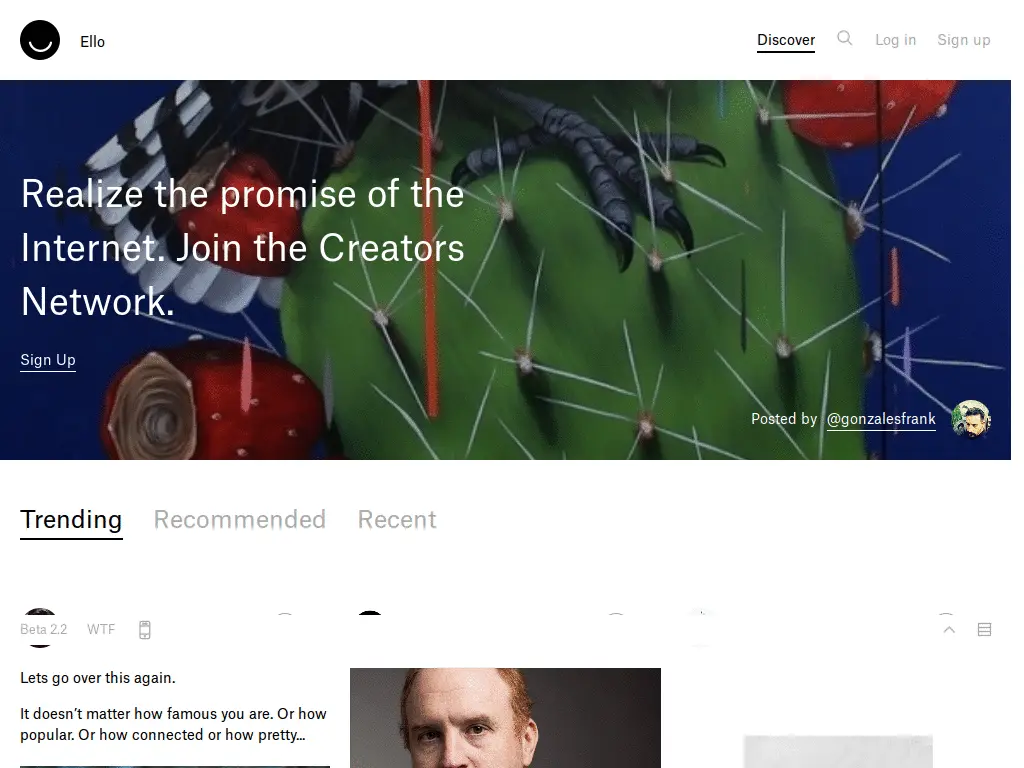 Ello
Discover
Log in
Sign up
Realize the promise of the
Internet. Join the Creators
Network.
Sign Up
Posted by @gonzalesfrank
Trending
Recommended
Recent
Beta 2.2
WTF
Lets go over this again.
It doesn’t matter how famous you are. Or how
popular. Or how connected or how pretty...